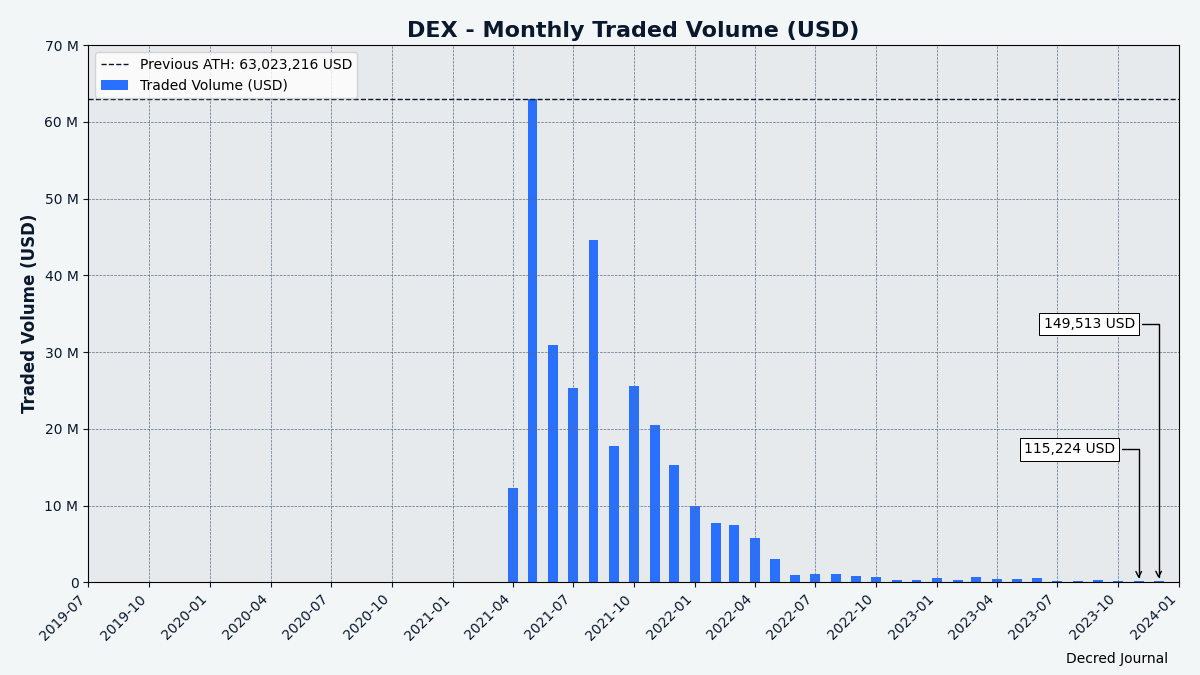 DEX - Monthly Traded Volume (USD)
Previous ATH: 63,023,216 USD
Traded Volume (USD)
Traded Volume (USD)
70 M
60 M
50 M
40 M
30 M
20 M
10 M
0
149,513 USD
115,224 USD
2019-07
2019-10
2020-01
2020-04
2020-07
2020-10
2021-01
2021-04
2021-07
2021-10
2022-01
2022-04
2022-07
2022-10
2023-01
2023-04
2023-07
2023-10
2024-01
Decred Journal